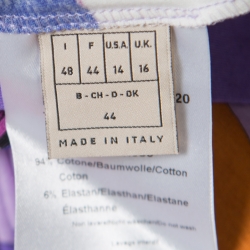 I F U.S.A. U.K.
48 44 14 16
B - CH - D - DK
44
MADE IN ITALY
20
94% Cotone/Baumwolle/Cotton
Coton
6% Elastan/Elasthan/Elastane
Élasthanne